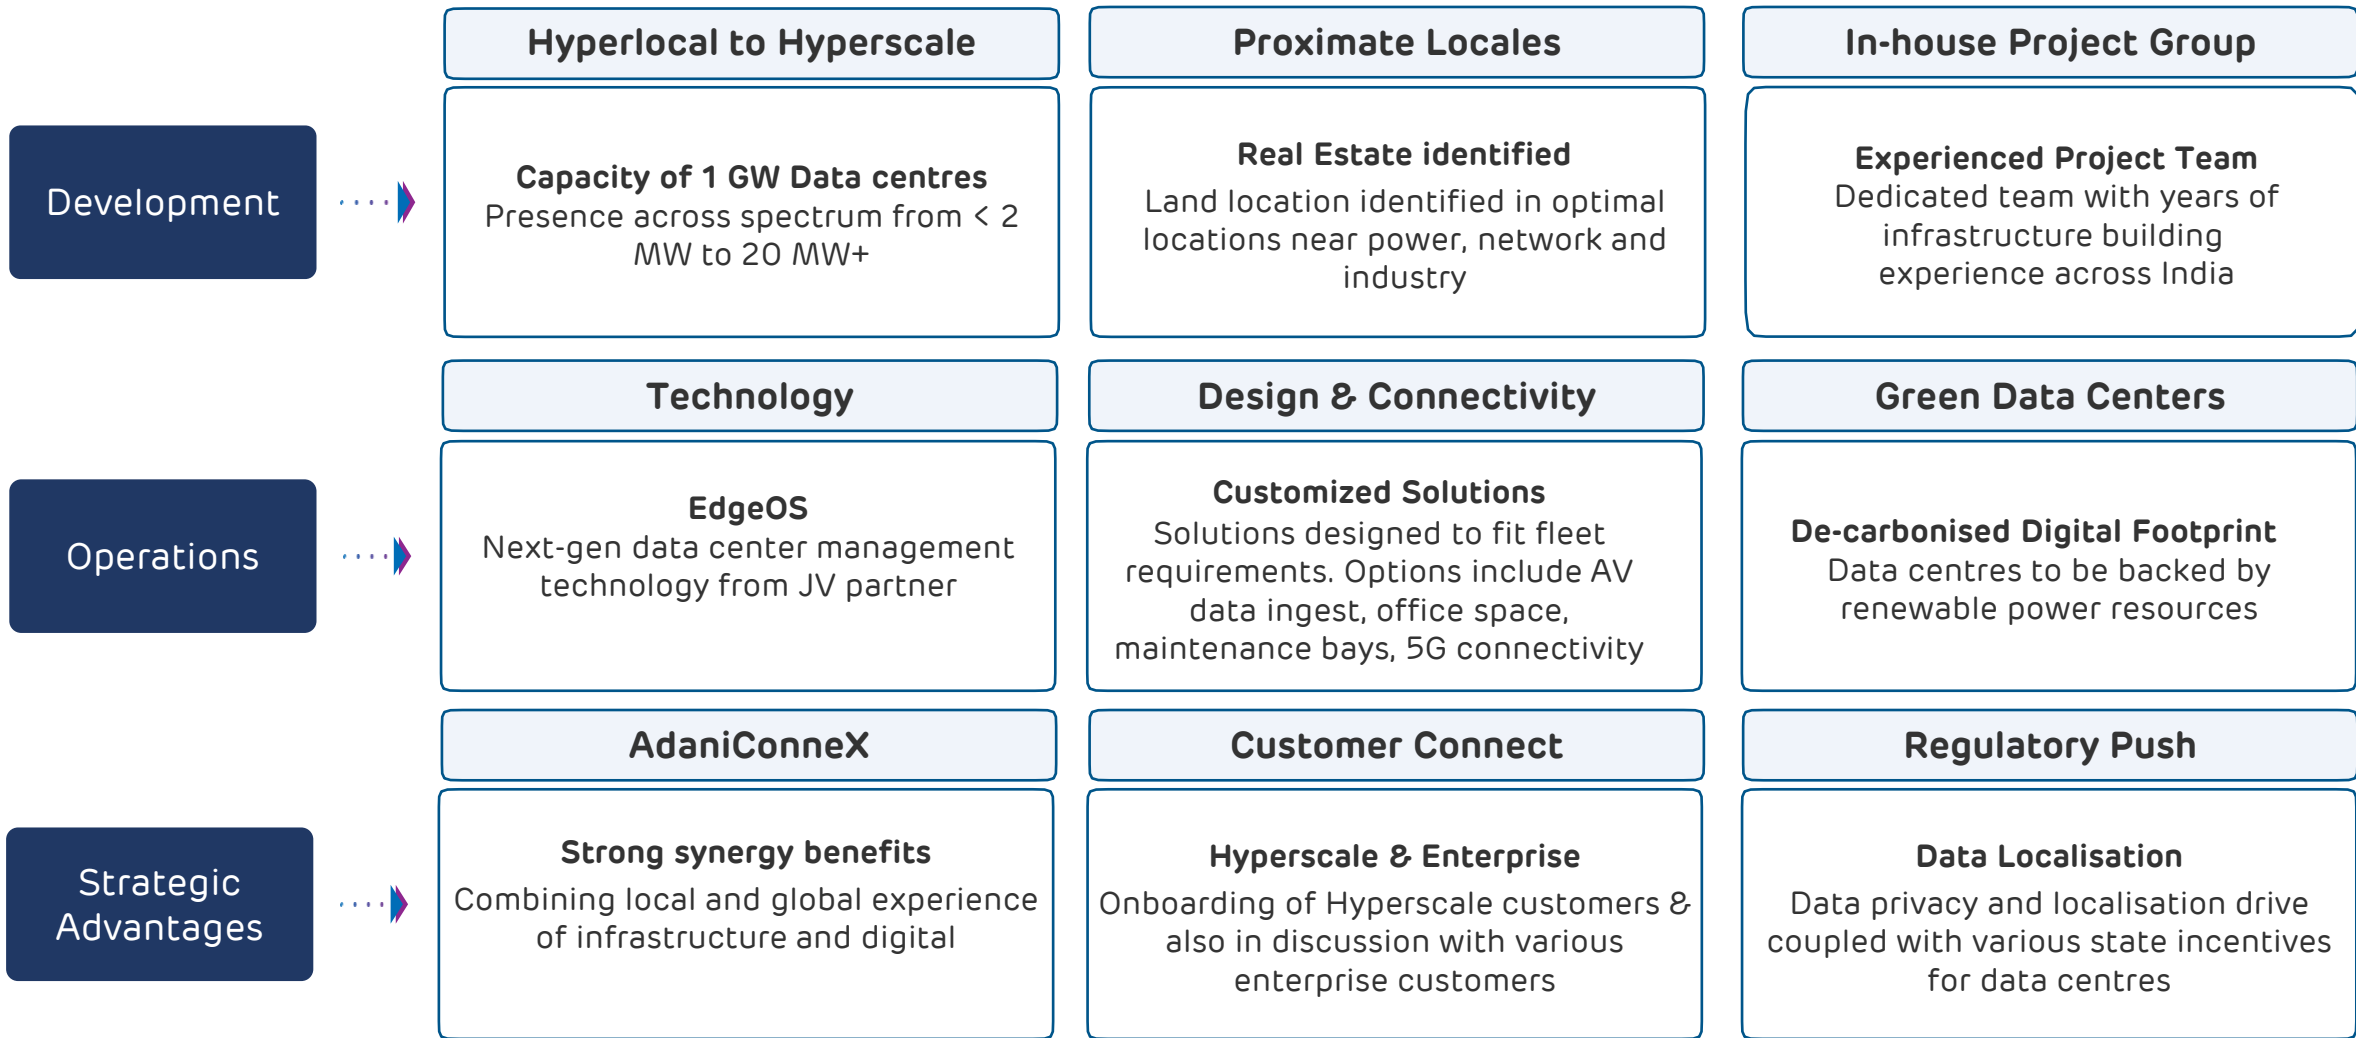 Hyperlocal to Hyperscale
Proximate Locales
In-house Project Group
Development
Capacity of 1 GW Data centres
Presence across spectrum from < 2
MW to 20 MW+
Real Estate identified
Land location identified in optimal
locations near power, network and
industry
Experienced Project Team
Dedicated team with years of
infrastructure building
experience across India
Technology
Design & Connectivity
Green Data Centers
Operations
EdgeOS
Next-gen data center management
technology from JV partner
Customized Solutions
Solutions designed to fit fleet
requirements. Options include AV
data ingest, office space,
maintenance bays, 5G connectivity
De-carbonised Digital Footprint
Data centres to be backed by
renewable power resources
AdaniConneX
Customer Connect
Regulatory Push
Strategic
Advantages
Strong synergy benefits
Combining local and global experience
of infrastructure and digital
Hyperscale & Enterprise
Onboarding of Hyperscale customers &
also in discussion with various
enterprise customers
Data Localisation
Data privacy and localisation drive
coupled with various state incentives
for data centres